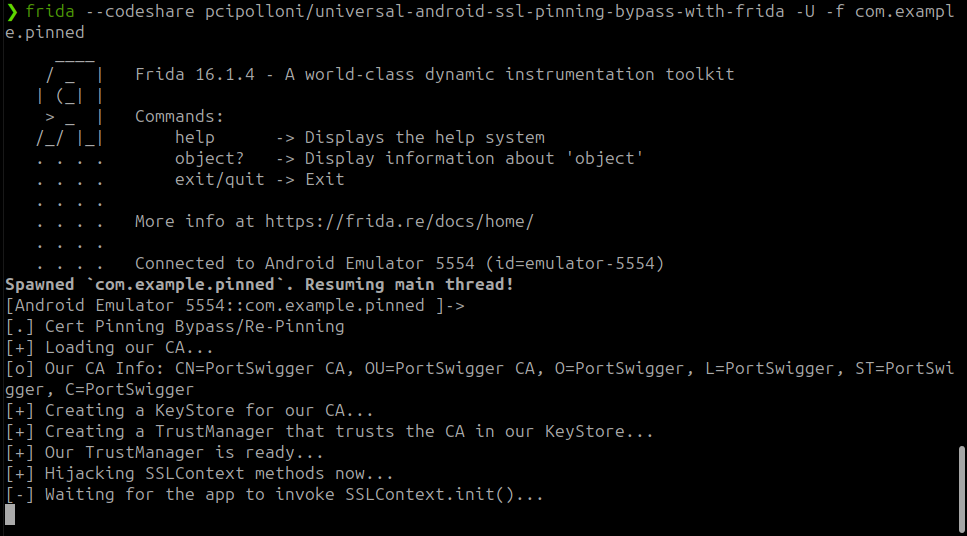 ❯ frida --codeshare pcipolloni/universal-android-ssl-pinning-bypass-with-frida -U -f com.exampl
e.pinned
     ____
    / _  |   Frida 16.1.4 - A world-class dynamic instrumentation toolkit
   | (_| |
    > _  |   Commands:
   /_/ |_|       help      -> Displays the help system
   . . . .       object?   -> Display information about 'object'
   . . . .       exit/quit -> Exit
   . . . .
   . . . .   More info at https://frida.re/docs/home/
   . . . .
   . . . .   Connected to Android Emulator 5554 (id=emulator-5554)
Spawned `com.example.pinned`. Resuming main thread!
[Android Emulator 5554::com.example.pinned ]->
[.] Cert Pinning Bypass/Re-Pinning
[+] Loading our CA...
[o] Our CA Info: CN=PortSwigger CA, OU=PortSwigger CA, O=PortSwigger, L=PortSwigger, ST=PortSwi
gger, C=PortSwigger
[+] Creating a KeyStore for our CA...
[+] Creating a TrustManager that trusts the CA in our KeyStore...
[+] Our TrustManager is ready...
[+] Hijacking SSLContext methods now...
[-] Waiting for the app to invoke SSLContext.init()...